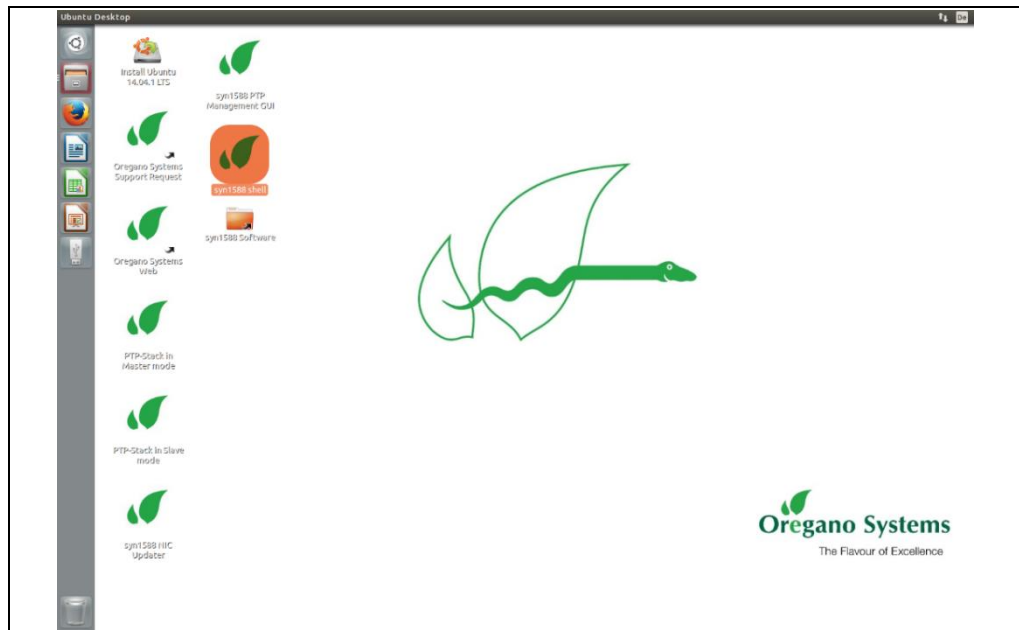 Ubuntu Desktop
De
Install Ubuntu
14.04.1 LTS
Oregano Systems
Support Request
Oregano Systems
Web
PTP-Stack in
Master mode
PTP-Stack in Slave
mode
syn1588 NIC
Updater
syn1588 PTP
Management GUI
syn1588 shell
syn1588 Software
Oregano Systems
The Flavour of Excellence